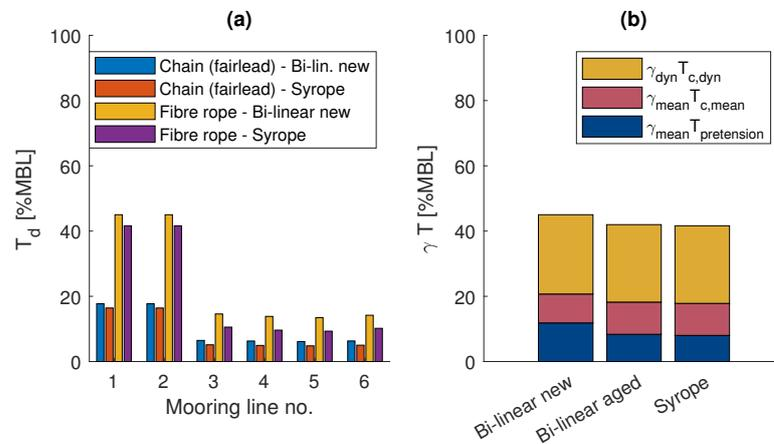 (a)
100
80
60
40
20
0
T_d [%MBL]
Chain (fairlead) - Bi-lin. new
Chain (fairlead) - Syrope
Fibre rope - Bi-linear new
Fibre rope - Syrope
1 2 3 4 5 6
Mooring line no.
(b)
100
80
60
40
20
0
γ T [%MBL]
γ_dyn T_c,dyn
γ_mean T_c,mean
γ_mean T_pretension
Bi-linear new
Bi-linear aged
Syrope